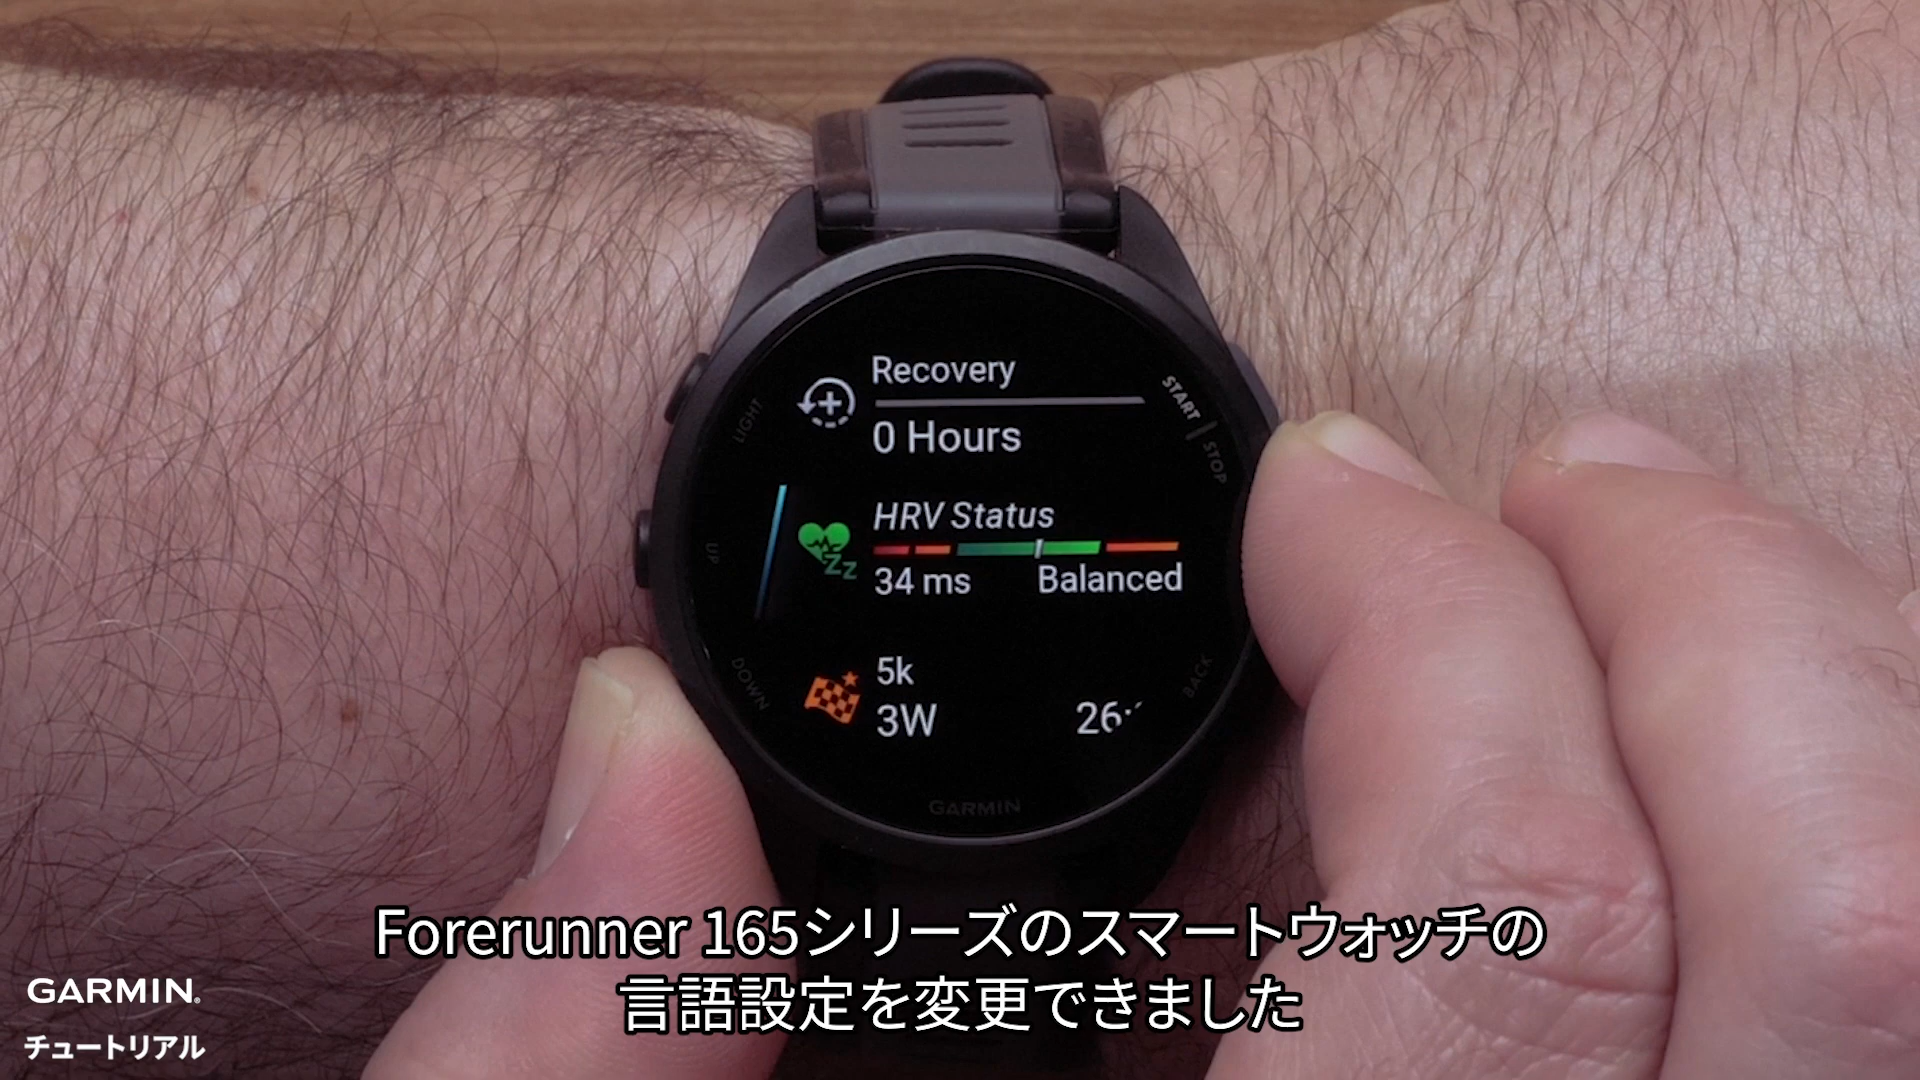 Recovery
0 Hours
HRV Status
34 ms Balanced
5k
3W 26:
LIGHT
UP
DOWN
START
STOP
BACK
GARMIN
Forerunner 165シリーズのスマートウォッチの
言語設定を変更できました
GARMIN.
チュートリアル